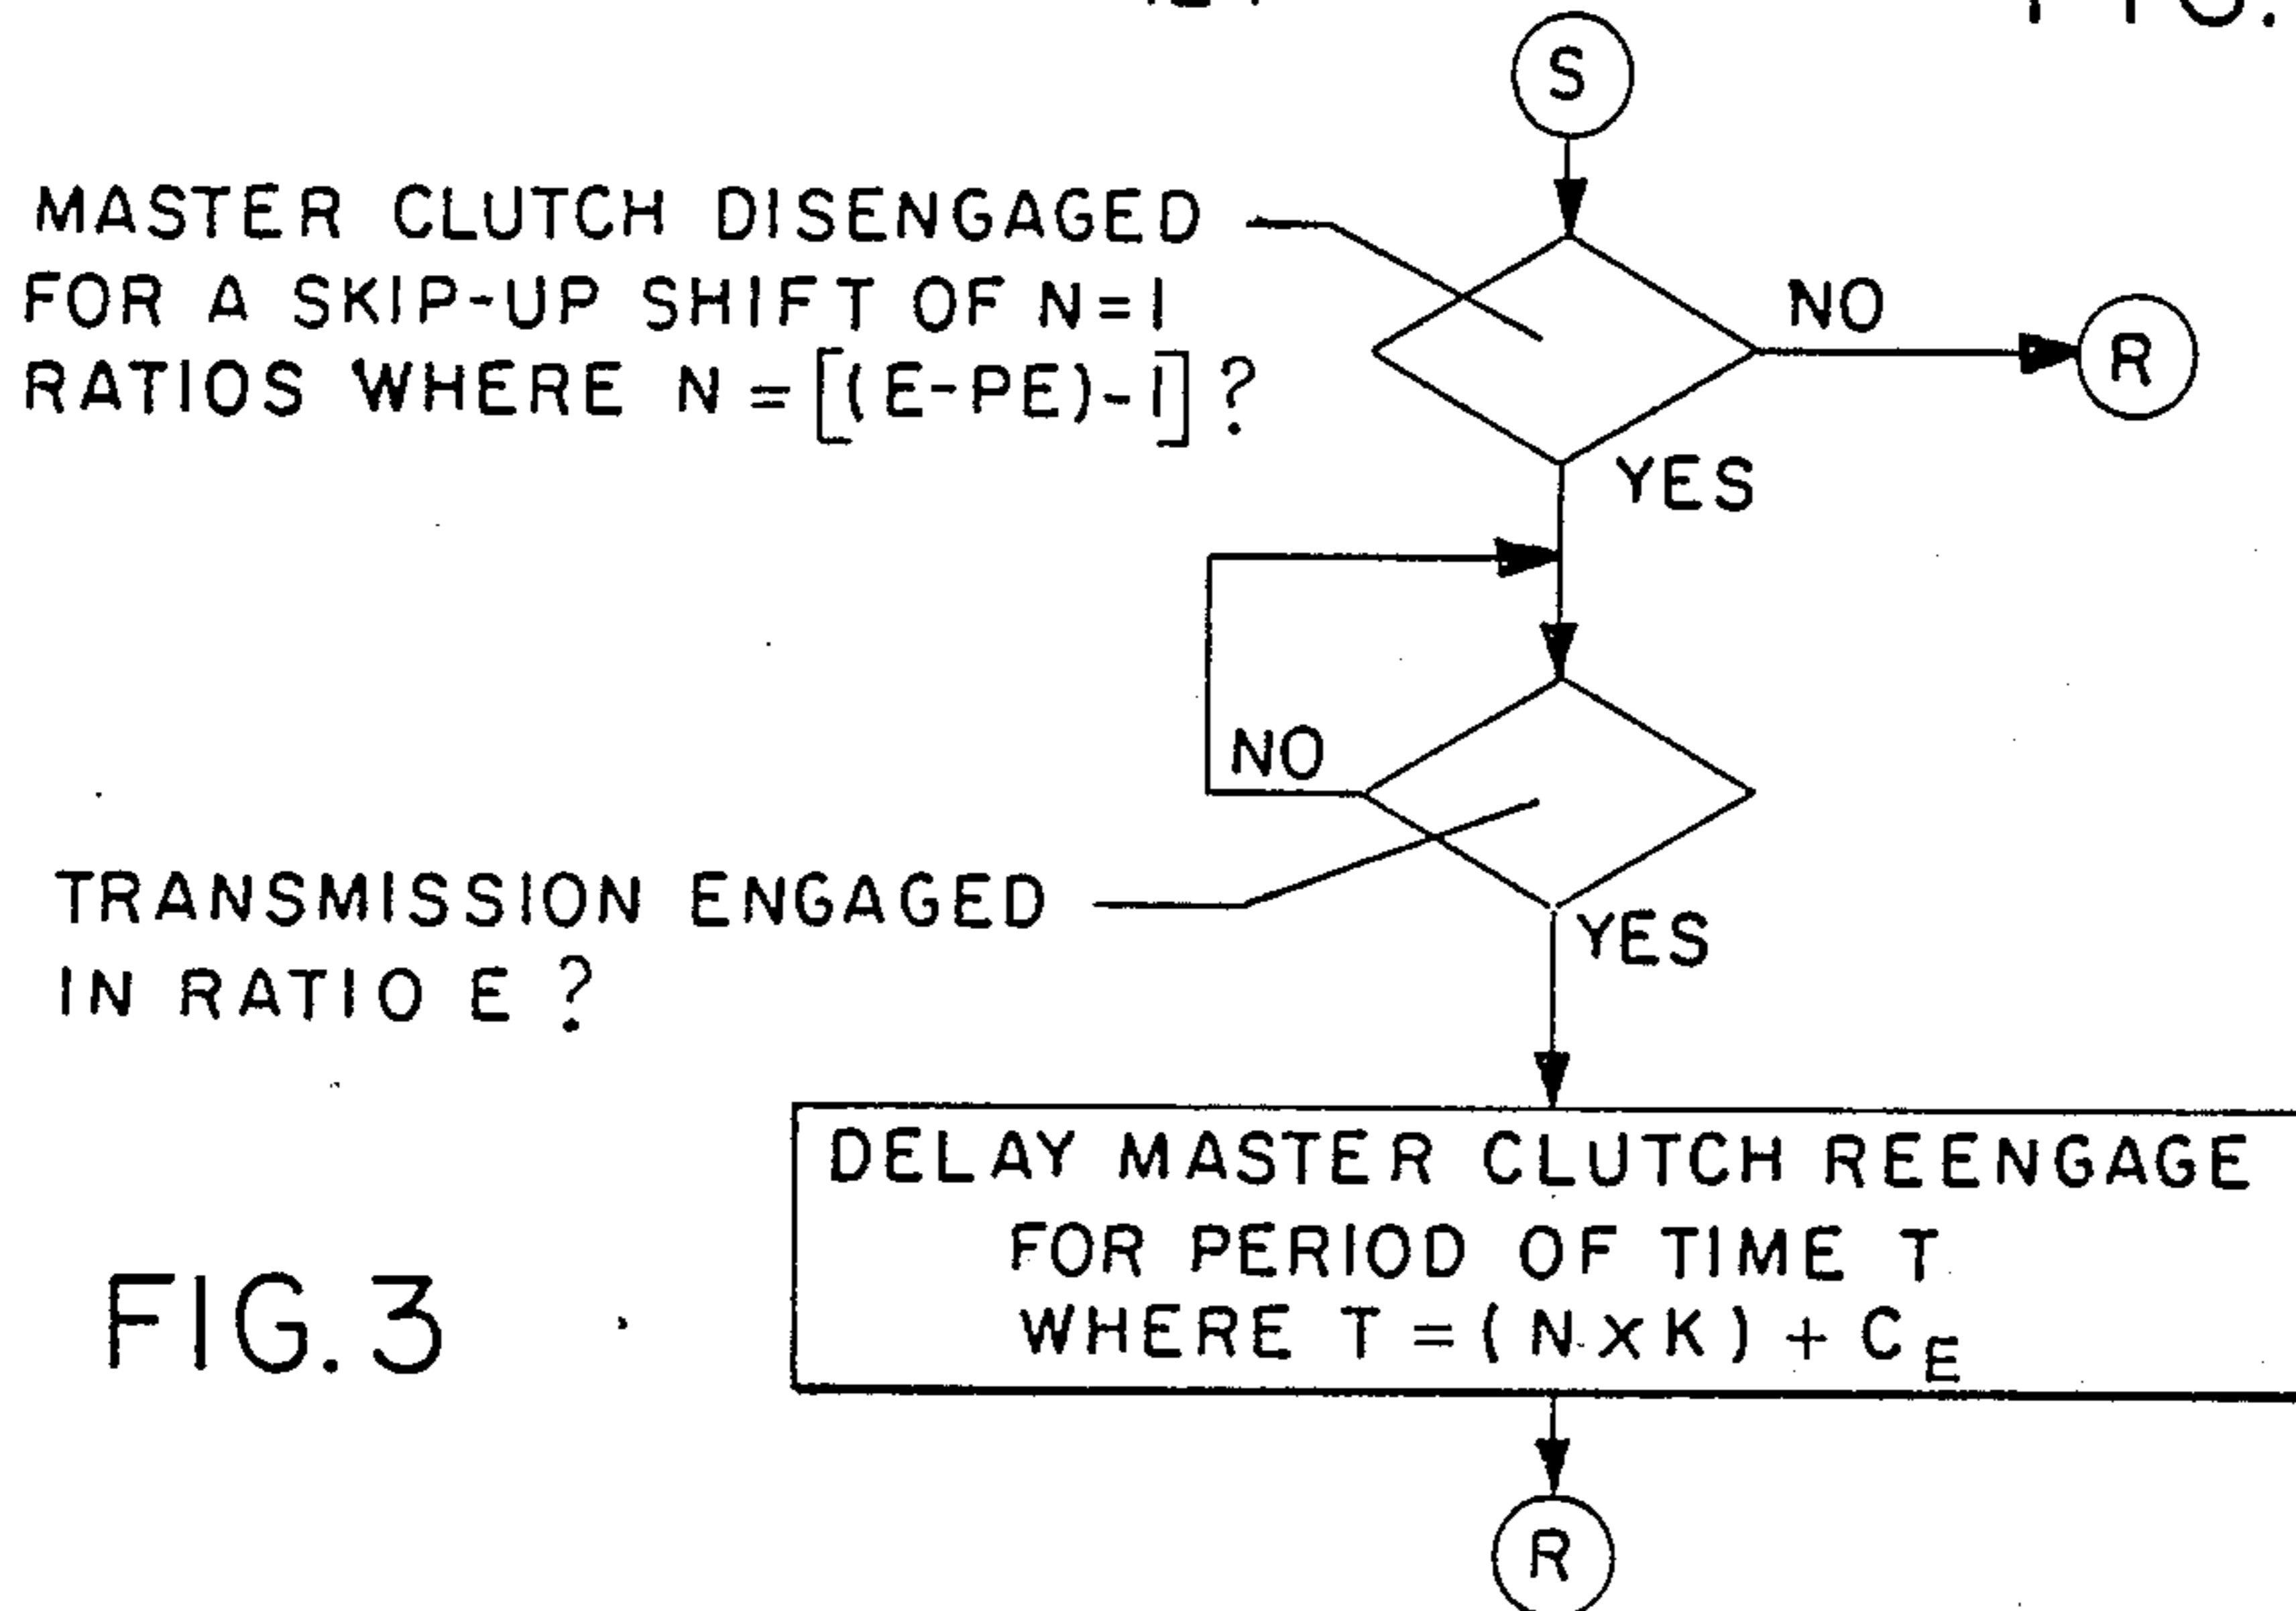 S
MASTER CLUTCH DISENGAGED
FOR A SKIP-UP SHIFT OF N=1
RATIOS WHERE N=[(E-PE)-1]?
NO
R
YES
NO
TRANSMISSION ENGAGED
IN RATIO E ?
YES
DELAY MASTER CLUTCH REENGAGE
FOR PERIOD OF TIME T
WHERE T=(N x K) + CE
FIG. 3
R